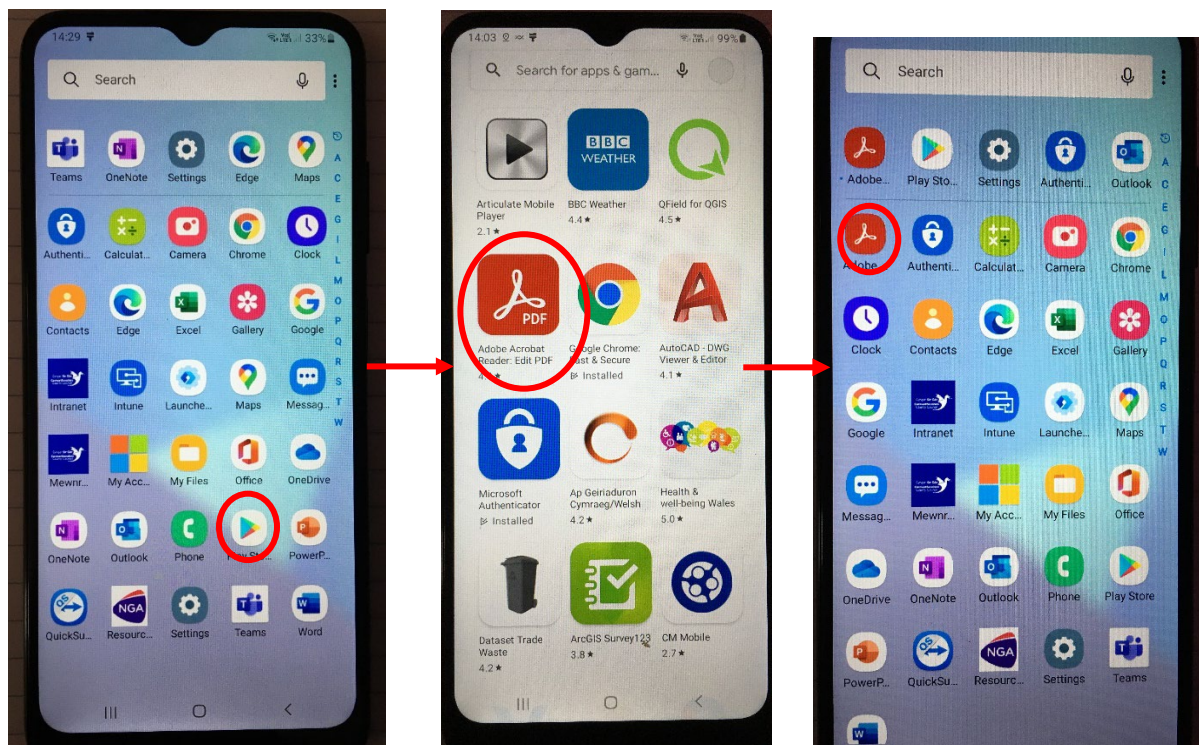 14:29
33%
Search
Teams OneNote Settings Edge Maps
Authenti... Calculat... Camera Chrome Clock
Contacts Edge Excel Gallery Google
Intranet Intune Launche... Maps Messag...
Mewnr... My Acc... My Files Office OneDrive
OneNote Outlook Phone Play Sto... PowerP...
QuickSu... Resourc... Settings Teams Word
NGA
A
C
E
G
I
L
M
O
P
Q
R
S
T
W
14:03
99%
Search for apps & gam...
BBC
WEATHER
Articulate Mobile
Player
2.1★
BBC Weather
4.4★
QField for QGIS
4.5★
PDF
Adobe Acrobat
Reader: Edit PDF
Google Chrome:
Fast & Secure
Installed
AutoCAD - DWG
Viewer & Editor
4.1★
Microsoft
Authenticator
Installed
Ap Geiriaduron
Cymraeg/Welsh
4.2★
Health &
well-being Wales
5.0★
Dataset Trade
Waste
4.2★
ArcGIS Survey123
3.8★
CM Mobile
2.7★
Search
Adobe... Play Sto... Settings Authenti... Outlook
Adobe... Authenti... Calculat... Camera Chrome
Clock Contacts Edge Excel Gallery
Google Intranet Intune Launche... Maps
Messag... Mewnr... My Acc... My Files Office
OneDrive OneNote Outlook Phone Play Store
NGA
PowerP... QuickSu... Resourc... Settings Teams
A
C
E
G
I
L
M
O
P
Q
R
S
T
W